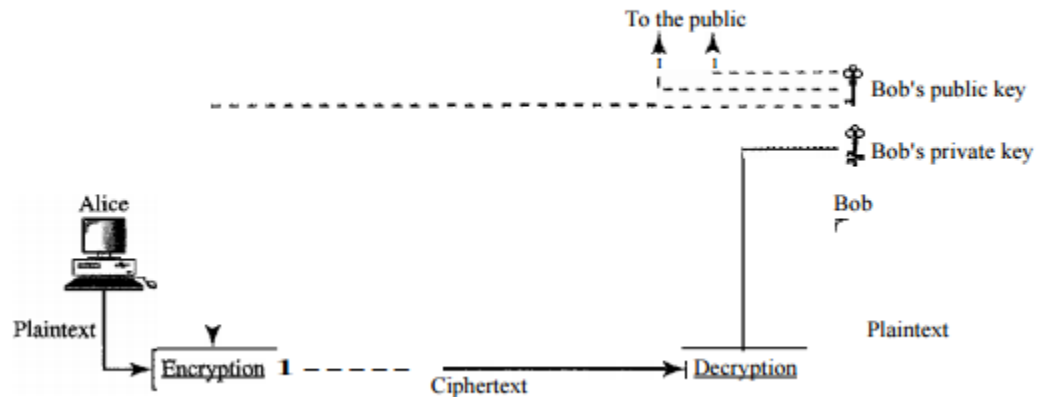 To the public
Bob's public key
Bob's private key
Alice
Bob
Plaintext
Plaintext
Encryption 1
Decryption
Ciphertext